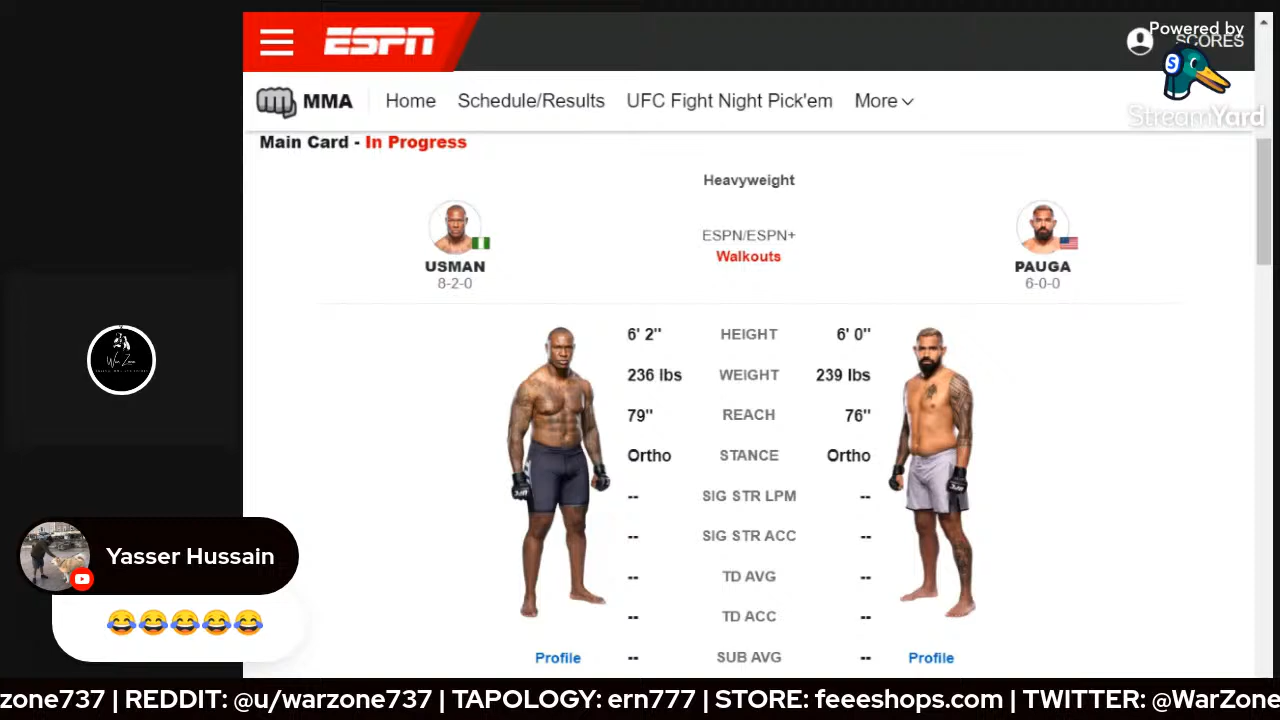 Powered by
ESPN
SCORES
StreamYard
MMA
Home
Schedule/Results
UFC Fight Night Pick'em
More
Main Card - In Progress
Heavyweight
ESPN/ESPN+
Walkouts
USMAN
8-2-0
PAUGA
6-0-0
6' 2" HEIGHT 6' 0"
236 lbs WEIGHT 239 lbs
79" REACH 76"
Ortho STANCE Ortho
-- SIG STR LPM --
-- SIG STR ACC --
-- TD AVG --
-- TD ACC --
Profile -- SUB AVG -- Profile
War Zone
Yasser Hussain
😂😂😂😂😂
zone737 | REDDIT: @u/warzone737 | TAPOLOGY: ern777 | STORE: feeeshops.com | TWITTER: @WarZone